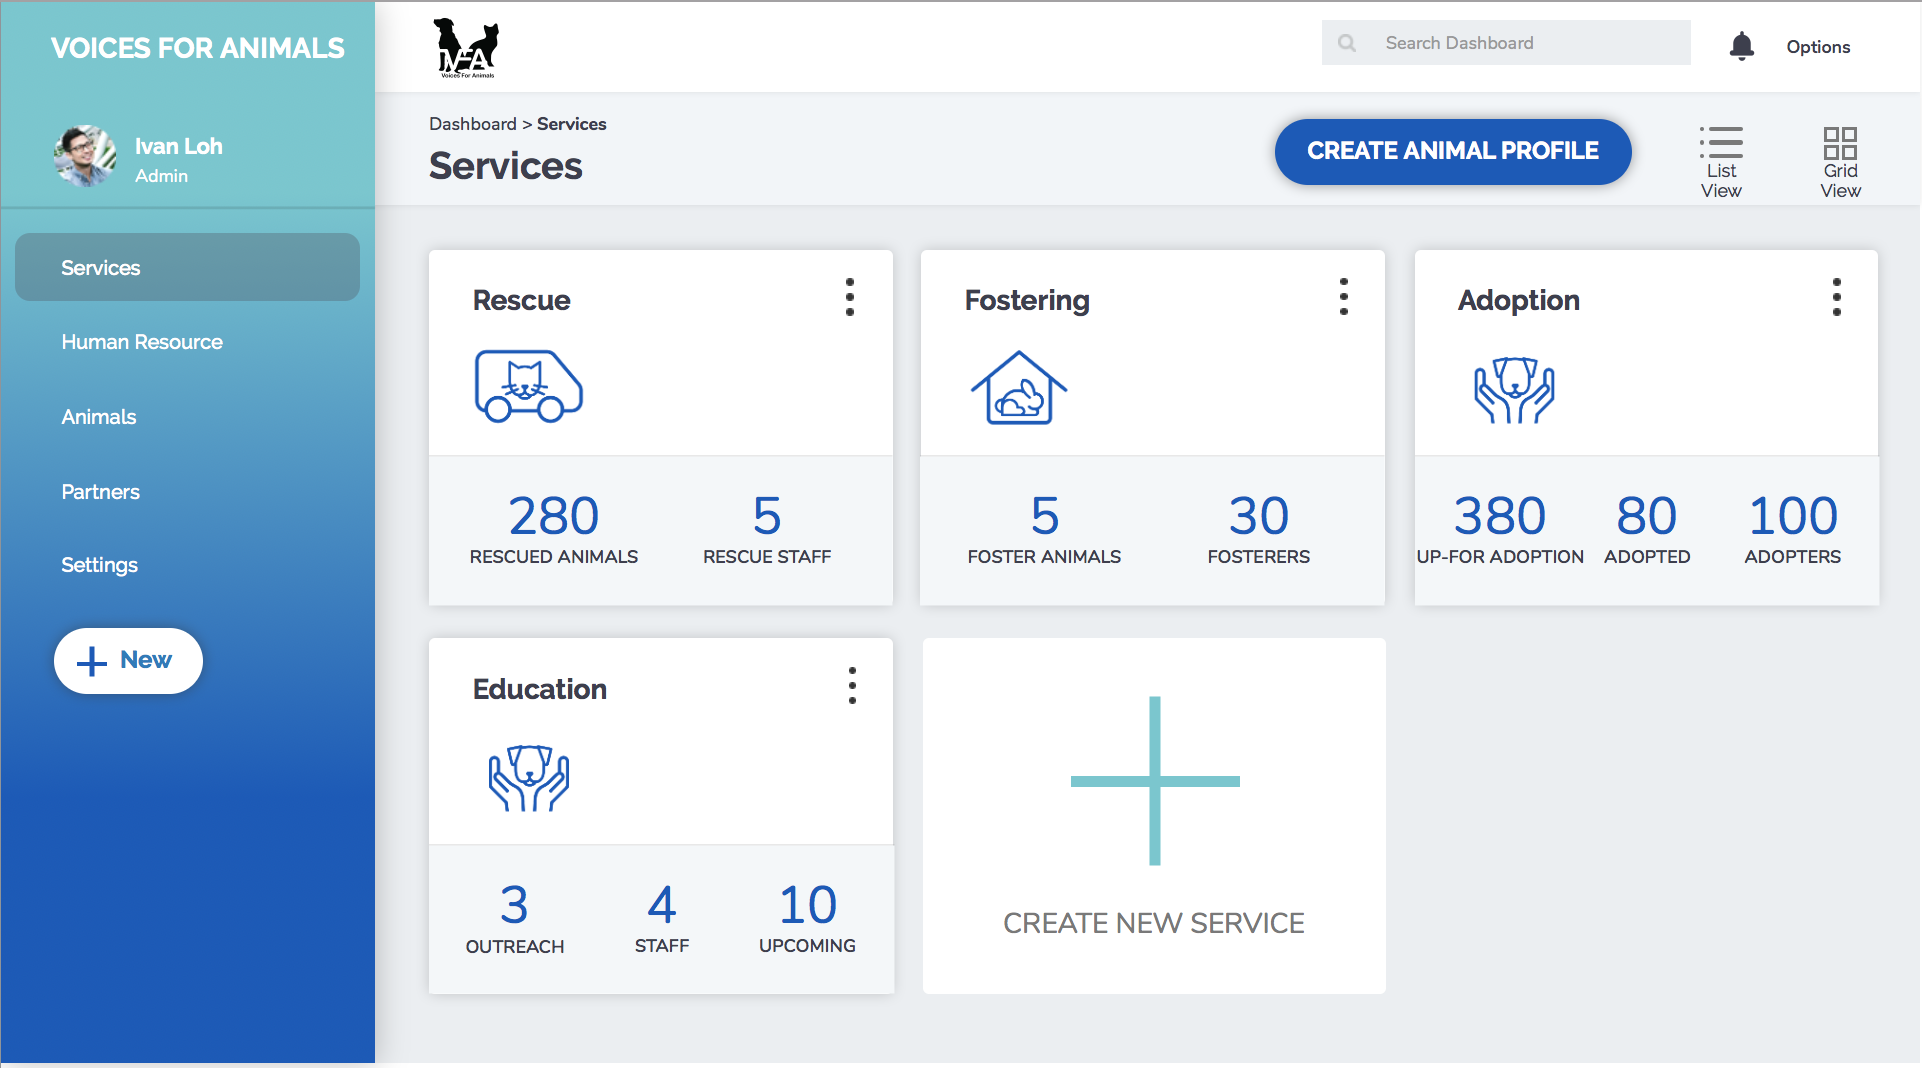 VOICES FOR ANIMALS
Ivan Loh
Admin
Services
Human Resource
Animals
Partners
Settings
New
VFA
Voices For Animals
Search Dashboard
Options
Dashboard > Services
Services
CREATE ANIMAL PROFILE
List
View
Grid
View
Rescue
280
RESCUED ANIMALS
5
RESCUE STAFF
Fostering
5
FOSTER ANIMALS
30
FOSTERERS
Adoption
380
UP-FOR ADOPTION
80
ADOPTED
100
ADOPTERS
Education
3
OUTREACH
4
STAFF
10
UPCOMING
CREATE NEW SERVICE